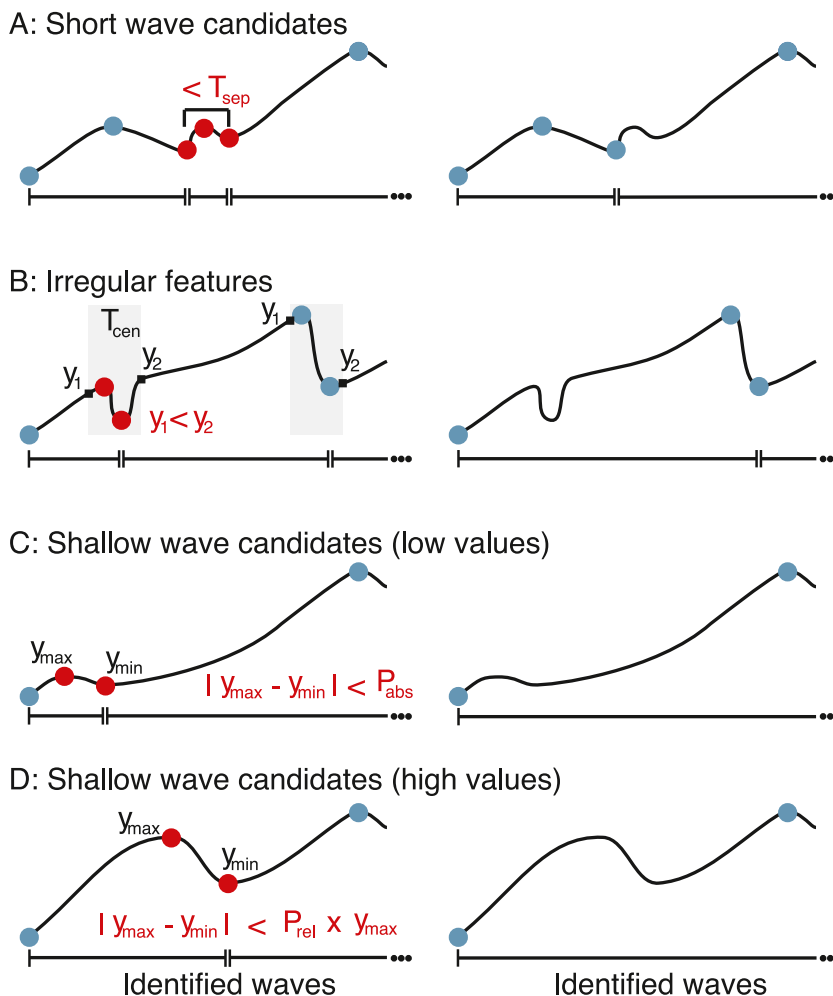 A: Short wave candidates
< Tsep
B: Irregular features
Tcen
y1
y2
y1
y2
y1 < y2
C: Shallow wave candidates (low values)
ymax
ymin
| ymax - ymin | < Pabs
D: Shallow wave candidates (high values)
ymax
ymin
| ymax - ymin | < Prel x ymax
Identified waves
Identified waves